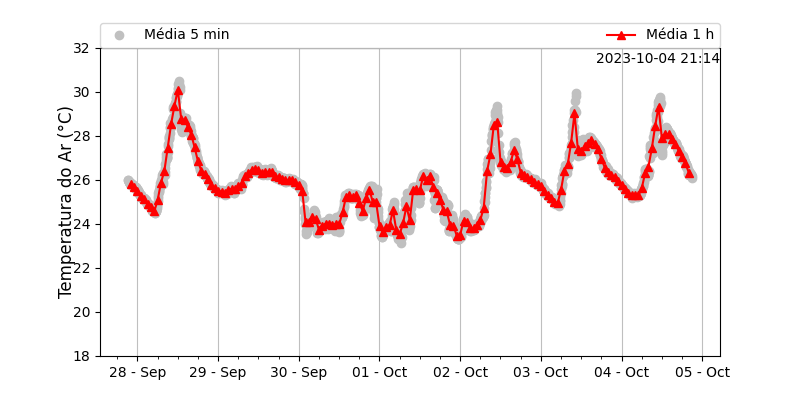 Média 5 min
Média 1 h
2023-10-04 21:14
Temperatura do Ar (°C)
32
30
28
26
24
22
20
18
28 - Sep
29 - Sep
30 - Sep
01 - Oct
02 - Oct
03 - Oct
04 - Oct
05 - Oct